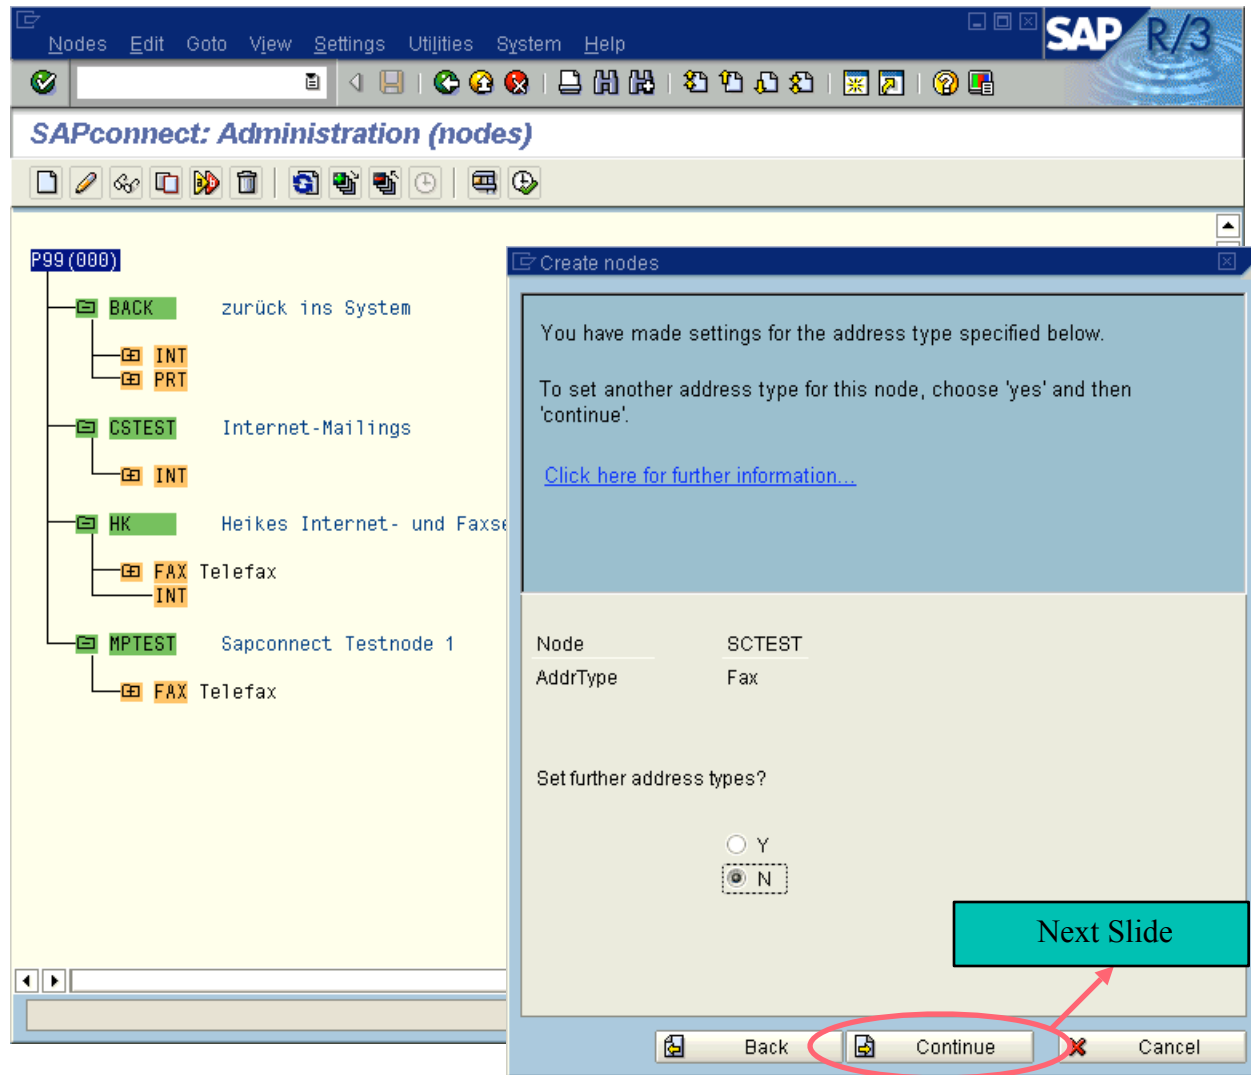 Nodes Edit Goto View Settings Utilities System Help
SAP R/3
SAPconnect: Administration (nodes)
P99(000)
BACK zurück ins System
INT
PRT
CSTEST Internet-Mailings
INT
HK Heikes Internet- und Faxse
FAX Telefax
INT
MPTEST Sapconnect Testnode 1
FAX Telefax
Create nodes
You have made settings for the address type specified below.
To set another address type for this node, choose 'yes' and then
'continue'.
Click here for further information...
Node SCTEST
AddrType Fax
Set further address types?
Y
N
Next Slide
Back Continue Cancel